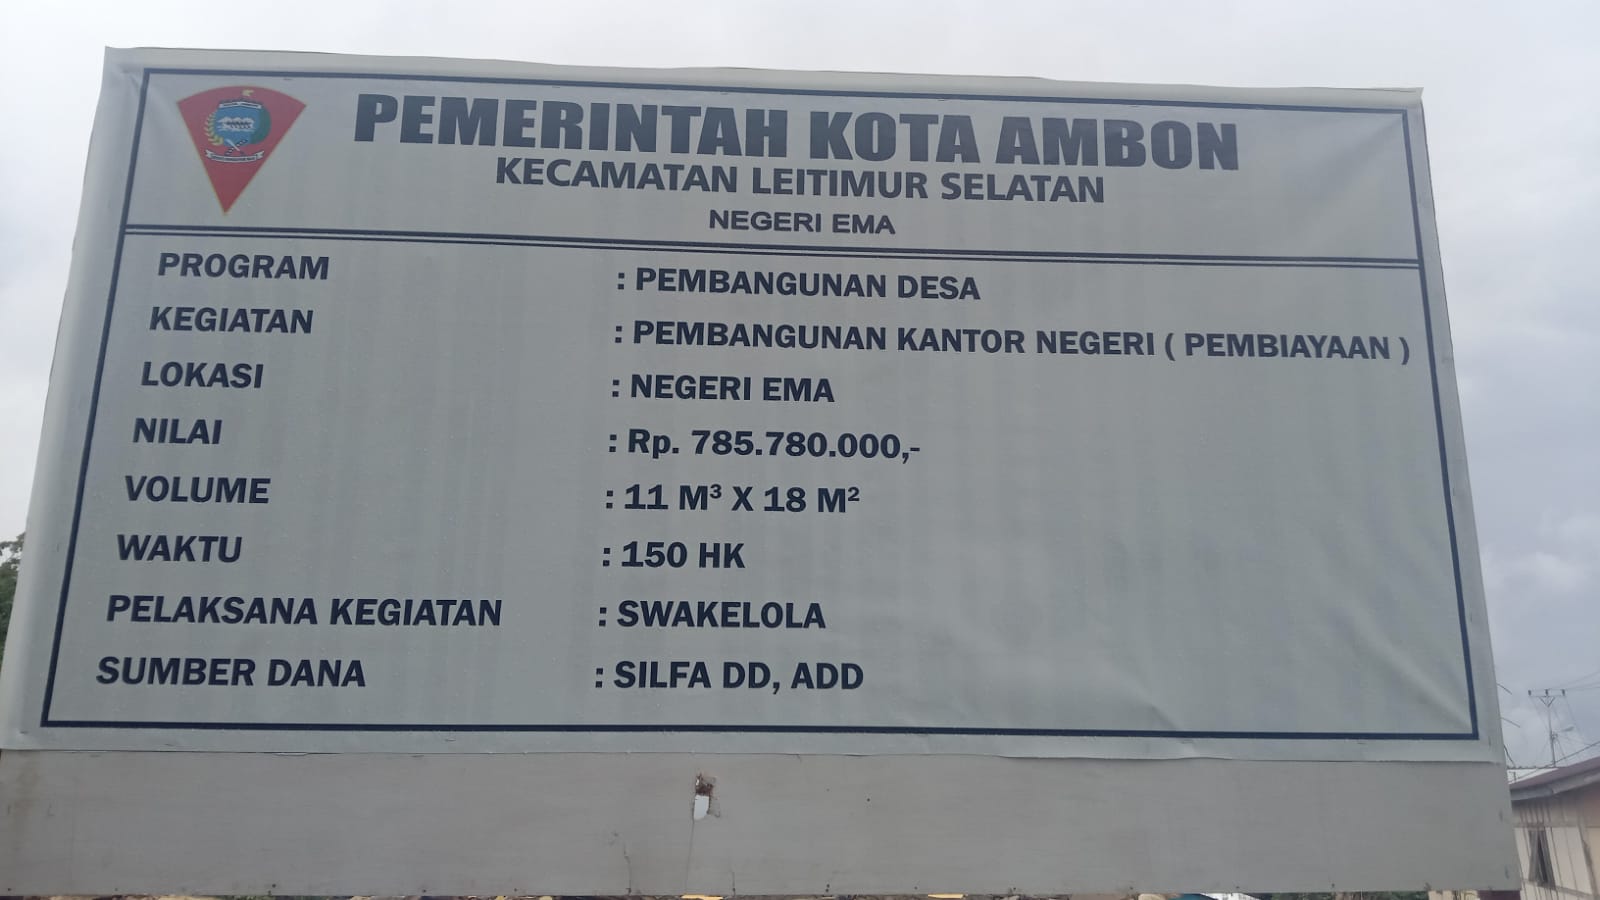 PEMERINTAH KOTA AMBON
KECAMATAN LEITIMUR SELATAN
NEGERI EMA
PROGRAM : PEMBANGUNAN DESA
KEGIATAN : PEMBANGUNAN KANTOR NEGERI ( PEMBIAYAAN )
LOKASI : NEGERI EMA
NILAI : Rp. 785.780.000,-
VOLUME : 11 M³ X 18 M²
WAKTU : 150 HK
PELAKSANA KEGIATAN : SWAKELOLA
SUMBER DANA : SILFA DD, ADD